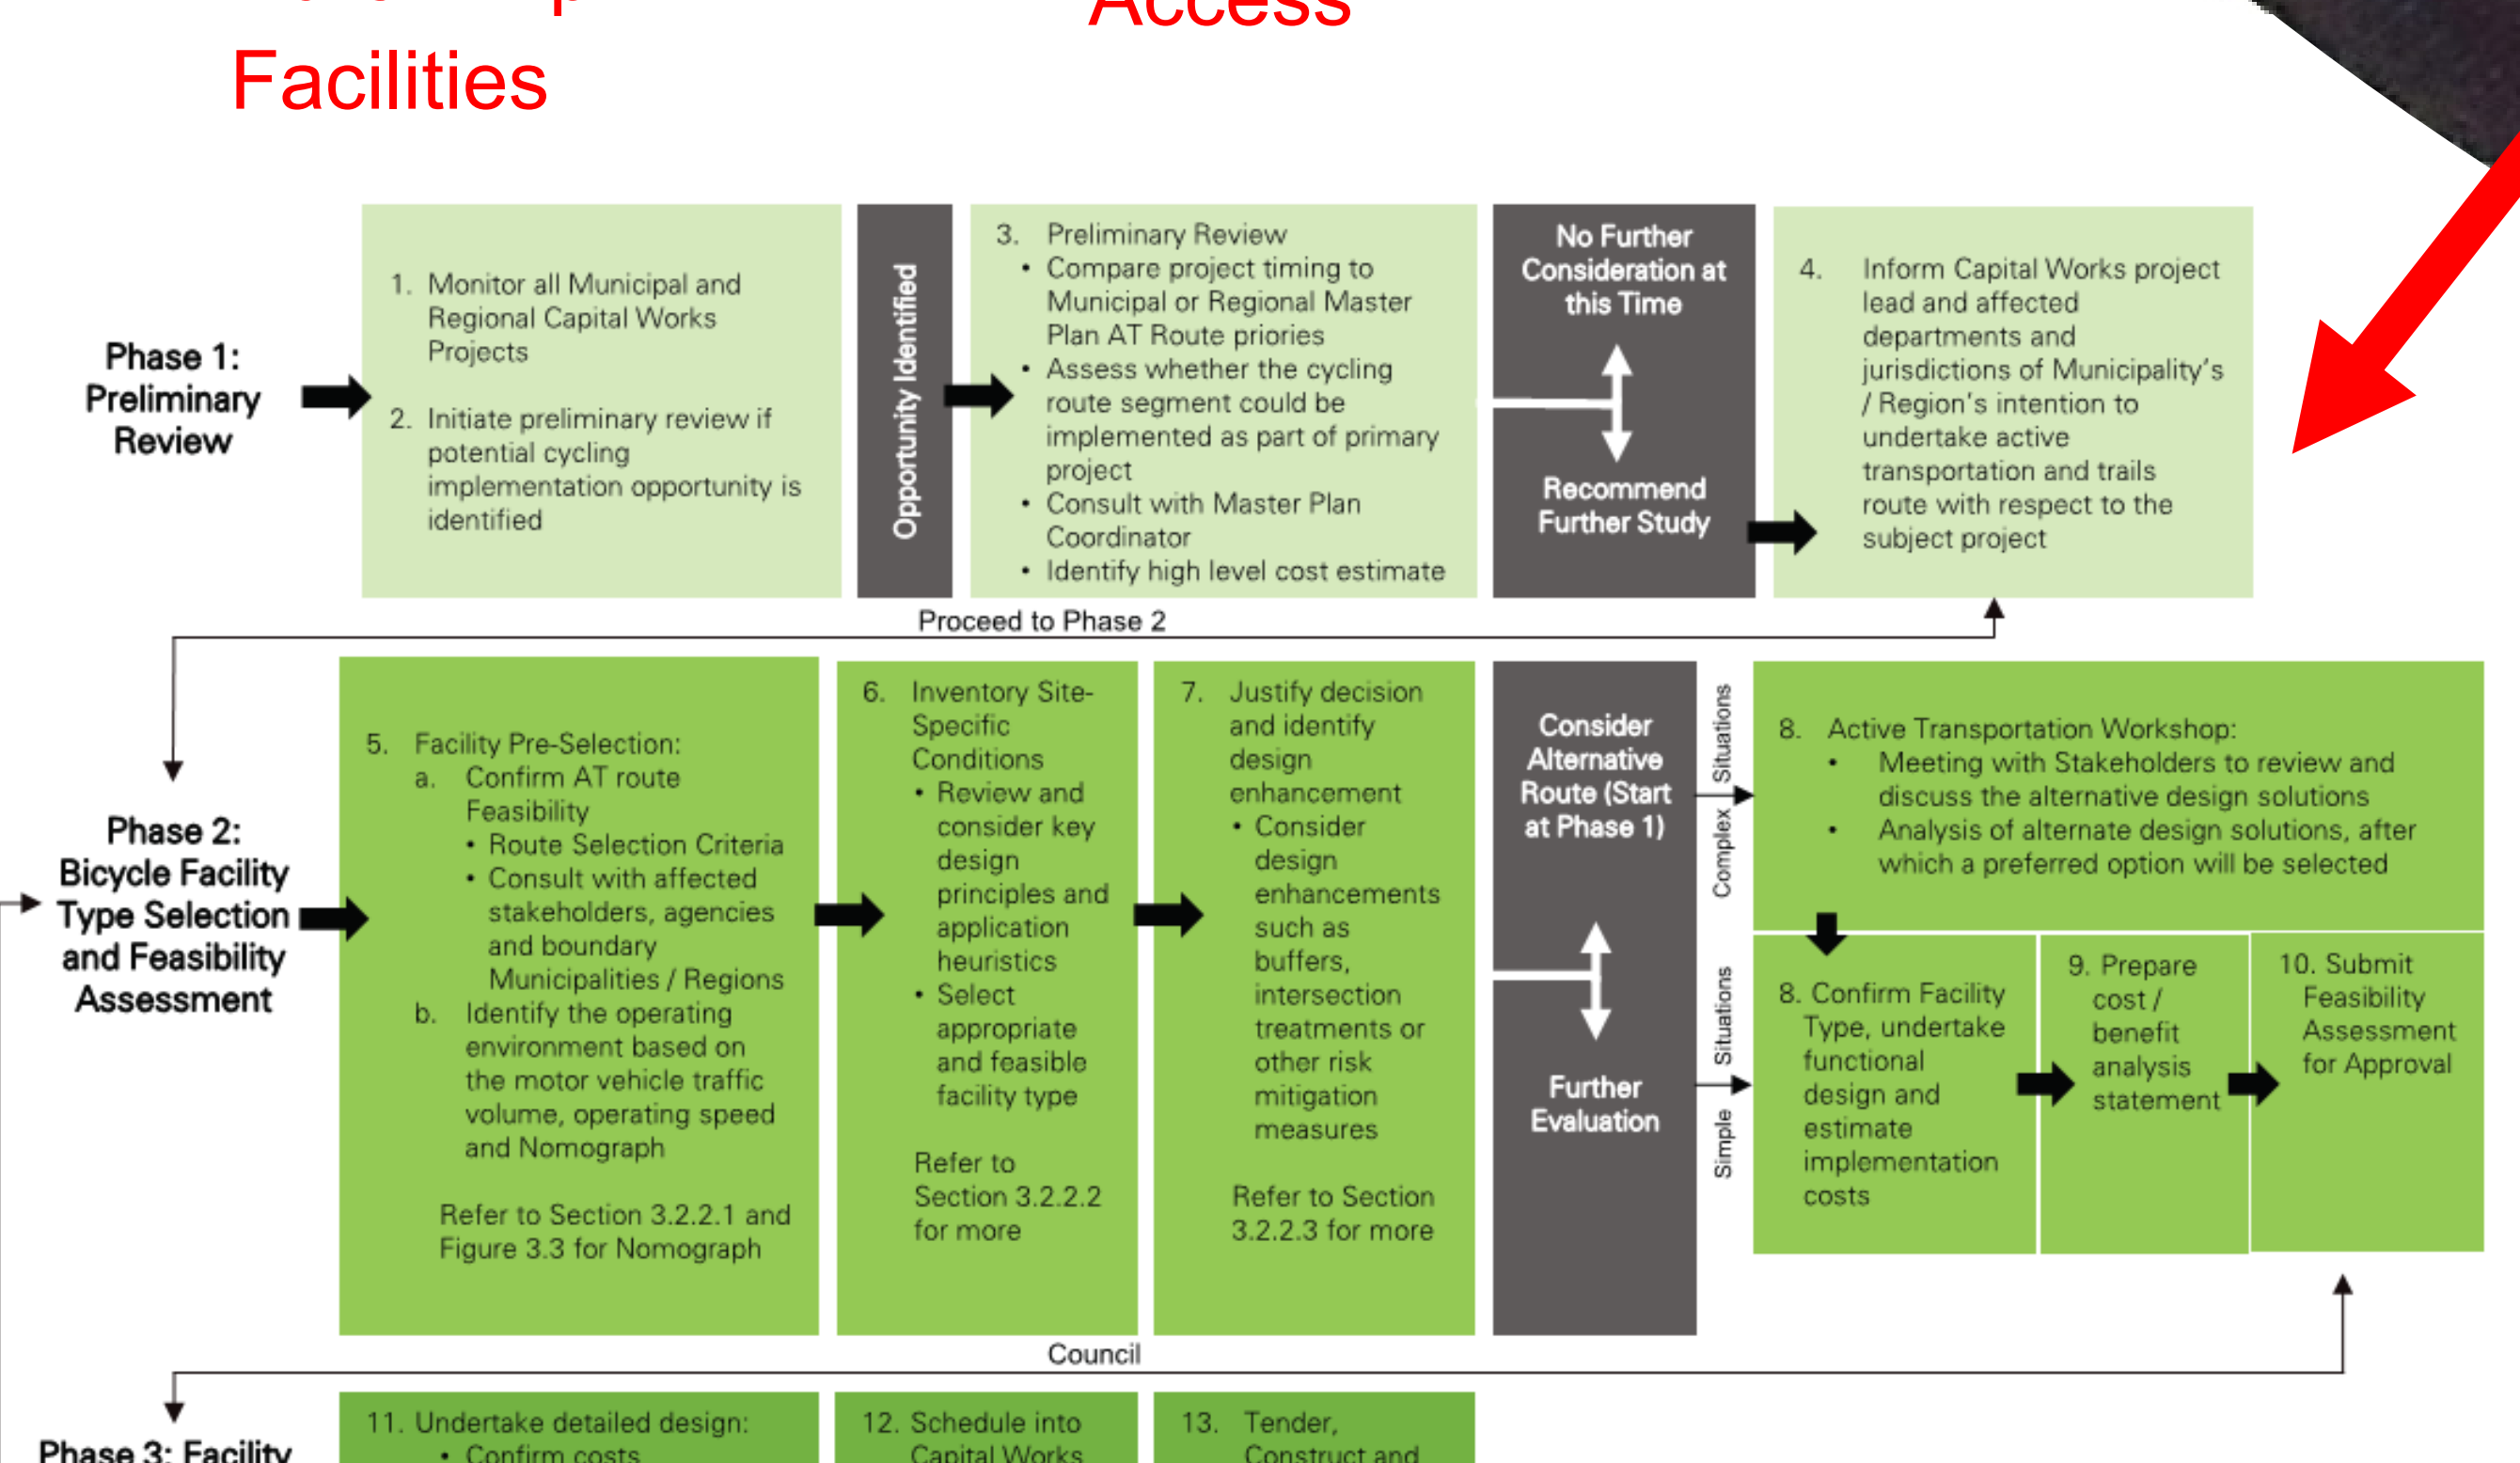 Access
Facilities
Phase 1:
Preliminary
Review
1. Monitor all Municipal and
Regional Capital Works
Projects
2. Initiate preliminary review if
potential cycling
implementation opportunity is
identified
Opportunity Identified
3. Preliminary Review
• Compare project timing to
Municipal or Regional Master
Plan AT Route priories
• Assess whether the cycling
route segment could be
implemented as part of primary
project
• Consult with Master Plan
Coordinator
• Identify high level cost estimate
No Further
Consideration at
this Time
Recommend
Further Study
4. Inform Capital Works project
lead and affected
departments and
jurisdictions of Municipality's
/ Region's intention to
undertake active
transportation and trails
route with respect to the
subject project
Proceed to Phase 2
Phase 2:
Bicycle Facility
Type Selection
and Feasibility
Assessment
5. Facility Pre-Selection:
a. Confirm AT route
Feasibility
• Route Selection Criteria
• Consult with affected
stakeholders, agencies
and boundary
Municipalities / Regions
b. Identify the operating
environment based on
the motor vehicle traffic
volume, operating speed
and Nomograph
Refer to Section 3.2.2.1 and
Figure 3.3 for Nomograph
6. Inventory Site-
Specific
Conditions
• Review and
consider key
design
principles and
application
heuristics
• Select
appropriate
and feasible
facility type
Refer to
Section 3.2.2.2
for more
7. Justify decision
and identify
design
enhancement
• Consider
design
enhancements
such as
buffers,
intersection
treatments or
other risk
mitigation
measures
Refer to Section
3.2.2.3 for more
Consider
Alternative
Route (Start
at Phase 1)
Further
Evaluation
Complex Situations
Simple Situations
8. Active Transportation Workshop:
• Meeting with Stakeholders to review and
discuss the alternative design solutions
• Analysis of alternate design solutions, after
which a preferred option will be selected
8. Confirm Facility
Type, undertake
functional
design and
estimate
implementation
costs
9. Prepare
cost /
benefit
analysis
statement
10. Submit
Feasibility
Assessment
for Approval
Council
Phase 3: Facility
11. Undertake detailed design:
• Confirm costs
12. Schedule into
Capital Works
13. Tender,
Construct and